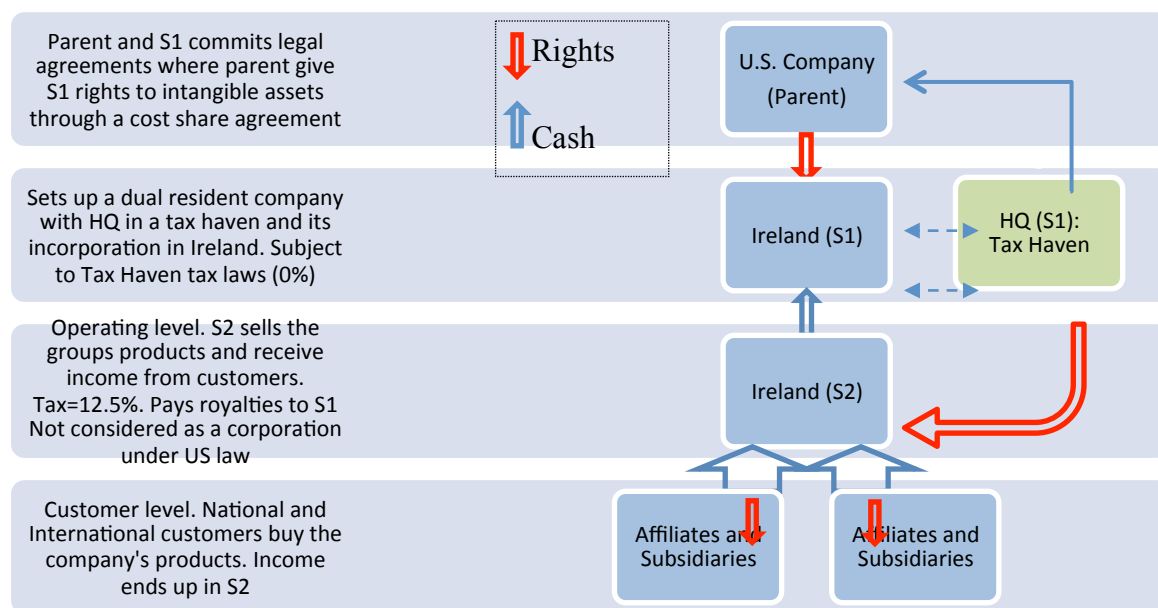 Parent and S1 commits legal
agreements where parent give
S1 rights to intangible assets
through a cost share agreement
Rights
Cash
U.S. Company
(Parent)
Sets up a dual resident company
with HQ in a tax haven and its
incorporation in Ireland. Subject
to Tax Haven tax laws (0%)
Ireland (S1)
HQ (S1):
Tax Haven
Operating level. S2 sells the
groups products and receive
income from customers.
Tax=12.5%. Pays royalties to S1
Not considered as a corporation
under US law
Ireland (S2)
Customer level. National and
International customers buy the
company's products. Income
ends up in S2
Affiliates and
Subsidiaries
Affiliates and
Subsidiaries